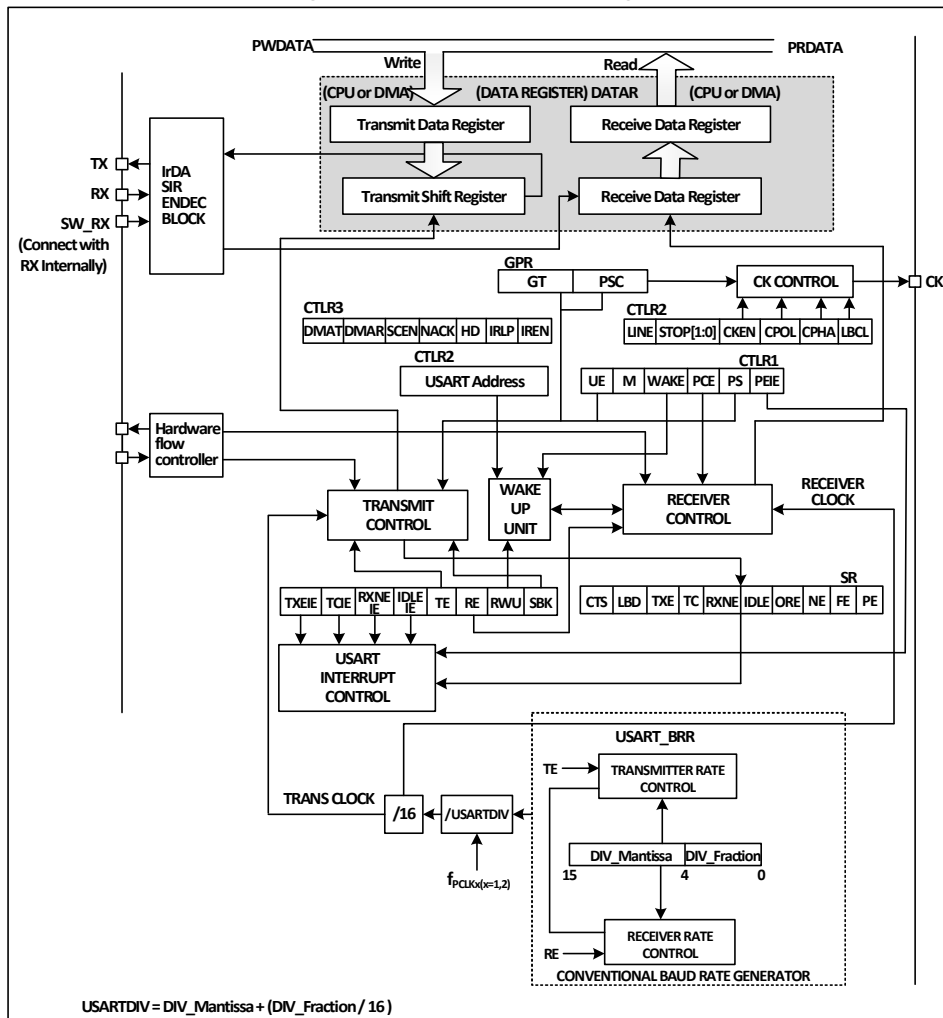 PWDATA
PRDATA
Write
Read
(CPU or DMA)
(DATA REGISTER) DATAR
(CPU or DMA)
Transmit Data Register
Receive Data Register
Transmit Shift Register
Receive Data Register
TX
RX
SW_RX
(Connect with
RX Internally)
IrDA
SIR
ENDEC
BLOCK
GPR
GT
PSC
CK CONTROL
CK
CTLR3
DMAT DMAR SCEN NACK HD IRLP IREN
CTLR2
LINE STOP[1:0] CKEN CPOL CPHA LBCL
CTLR2
USART Address
CTLR1
UE M WAKE PCE PS PEIE
Hardware
flow
controller
TRANSMIT
CONTROL
WAKE
UP
UNIT
RECEIVER
CONTROL
RECEIVER
CLOCK
SR
TXEIE TCIE RXNE IE IDLE IE TE RE RWU SBK
CTS LBD TXE TC RXNE IDLE ORE NE FE PE
USART
INTERRUPT
CONTROL
USART_BRR
TE
TRANSMITTER RATE
CONTROL
TRANS CLOCK
/16
/USARTDIV
fPCLKx(x=1,2)
DIV_Mantissa DIV_Fraction
15 4 0
RE
RECEIVER RATE
CONTROL
CONVENTIONAL BAUD RATE GENERATOR
USARTDIV = DIV_Mantissa + (DIV_Fraction / 16 )